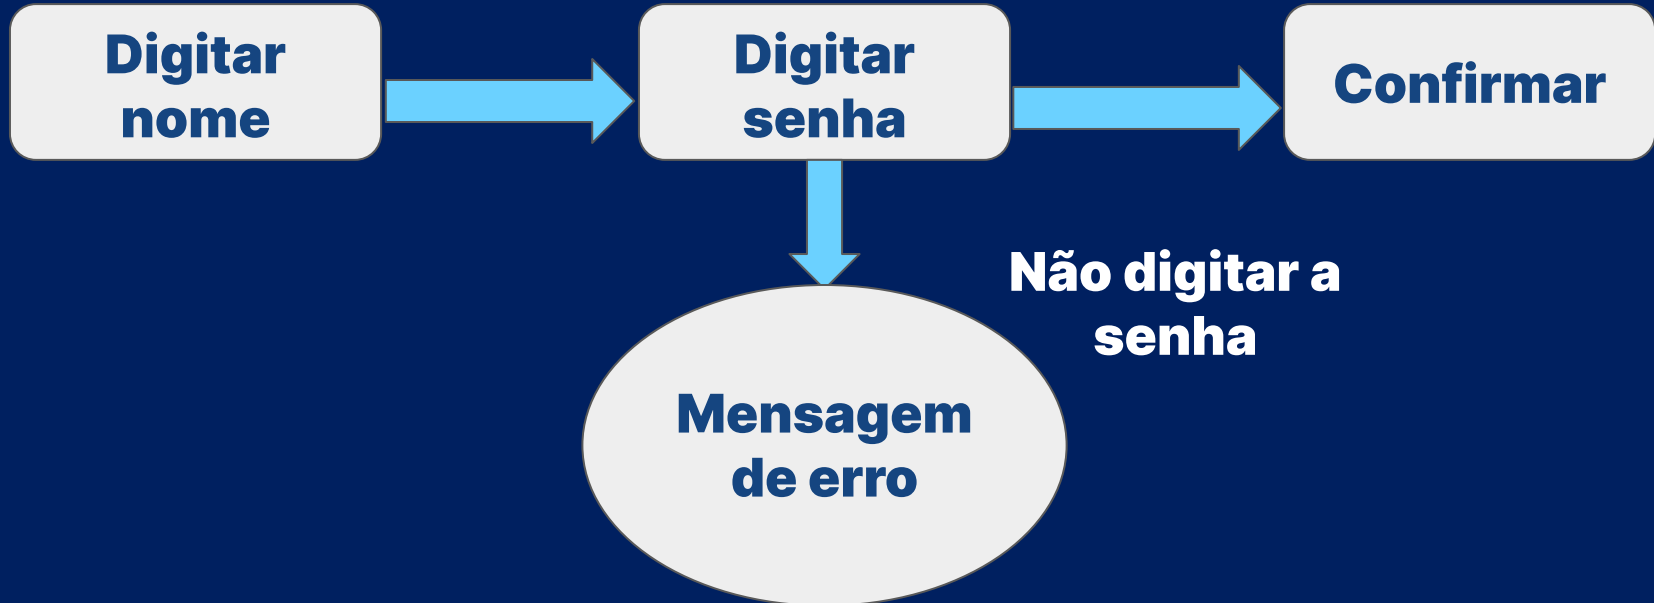 Digitar
nome
Digitar
senha
Confirmar
Não digitar a
senha
Mensagem
de erro